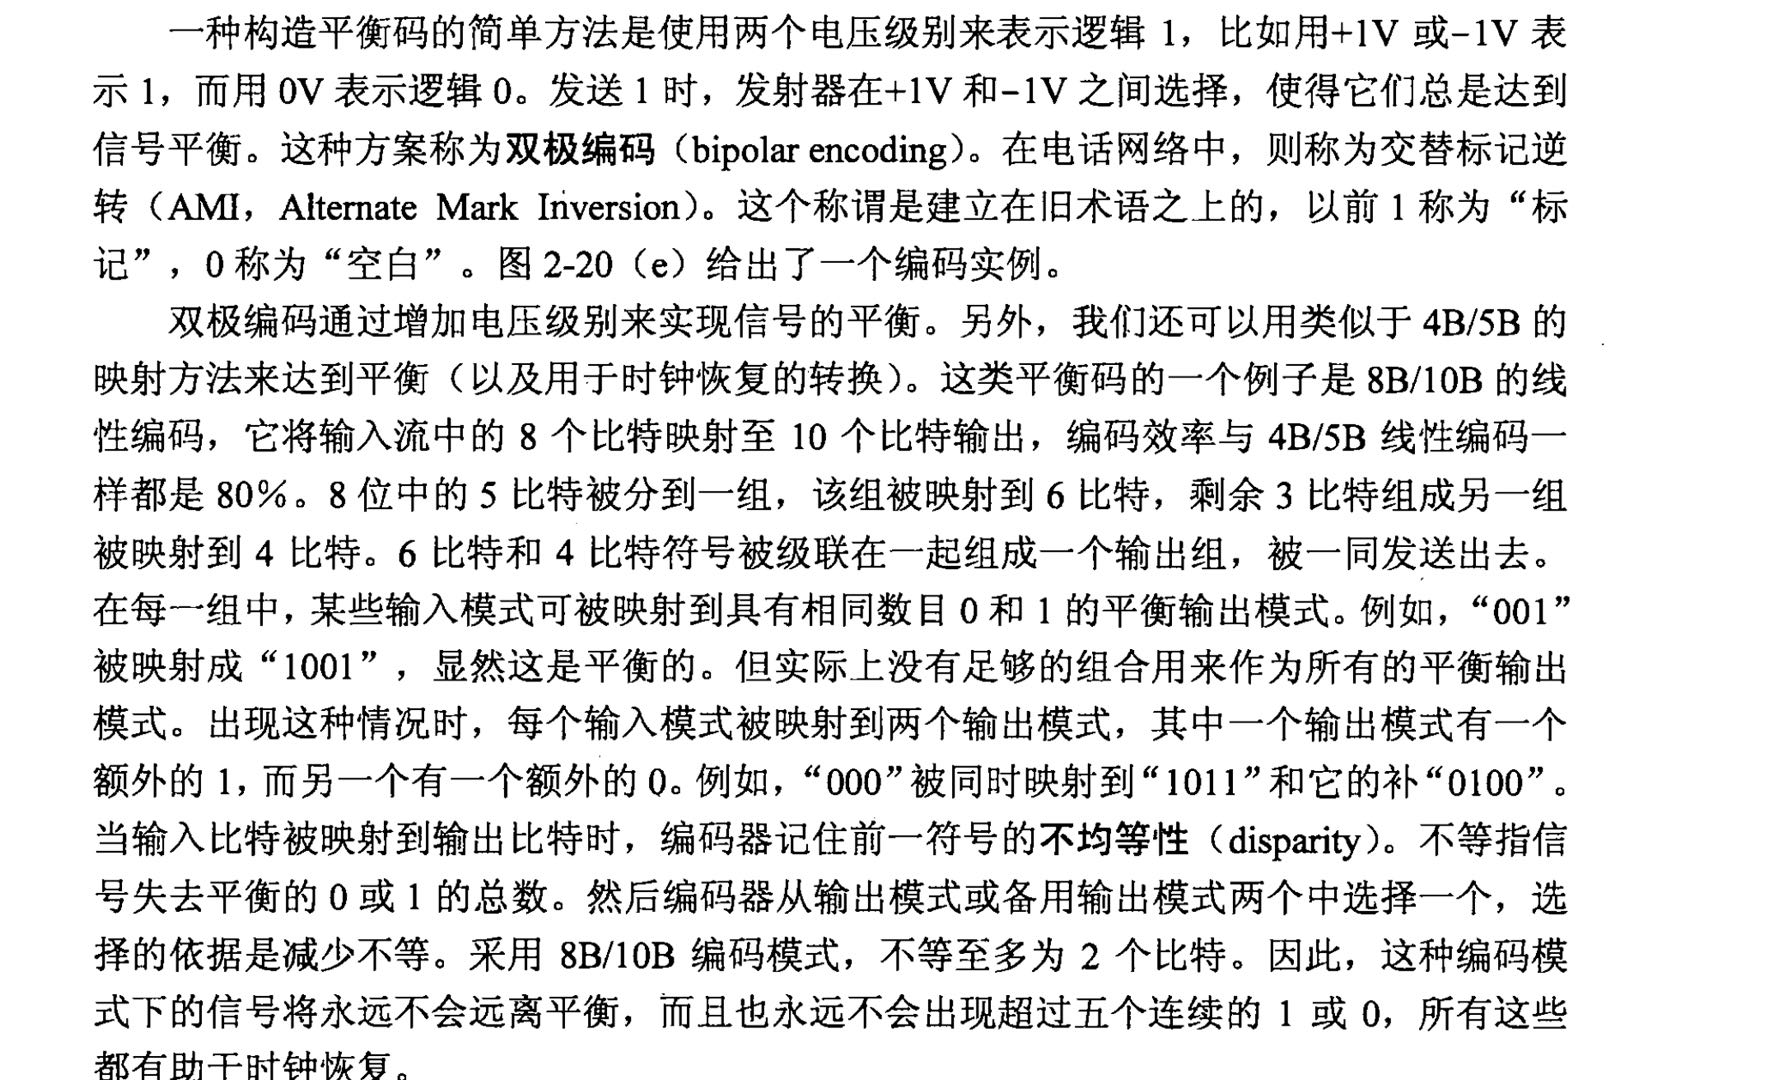 一种构造平衡码的简单方法是使用两个电压级别来表示逻辑 1，比如用+1V 或-1V 表
示 1，而用 0V 表示逻辑 0。发送 1 时，发射器在+1V 和-1V 之间选择，使得它们总是达到
信号平衡。这种方案称为双极编码（bipolar encoding）。在电话网络中，则称为交替标记逆
转（AMI，Alternate Mark Inversion）。这个称谓是建立在旧术语之上的，以前 1 称为“标
记”，0 称为“空白”。图 2-20（e）给出了一个编码实例。
双极编码通过增加电压级别来实现信号的平衡。另外，我们还可以用类似于 4B/5B 的
映射方法来达到平衡（以及用于时钟恢复的转换）。这类平衡码的一个例子是 8B/10B 的线
性编码，它将输入流中的 8 个比特映射至 10 个比特输出，编码效率与 4B/5B 线性编码一
样都是 80%。8 位中的 5 比特被分到一组，该组被映射到 6 比特，剩余 3 比特组成另一组
被映射到 4 比特。6 比特和 4 比特符号被级联在一起组成一个输出组，被一同发送出去。
在每一组中，某些输入模式可被映射到具有相同数目 0 和 1 的平衡输出模式。例如，“001”
被映射成“1001”，显然这是平衡的。但实际上没有足够的组合用来作为所有的平衡输出
模式。出现这种情况时，每个输入模式被映射到两个输出模式，其中一个输出模式有一个
额外的 1，而另一个有一个额外的 0。例如，“000”被同时映射到“1011”和它的补“0100”。
当输入比特被映射到输出比特时，编码器记住前一符号的不均等性（disparity）。不等指信
号失去平衡的 0 或 1 的总数。然后编码器从输出模式或备用输出模式两个中选择一个，选
择的依据是减少不等。采用 8B/10B 编码模式，不等至多为 2 个比特。因此，这种编码模
式下的信号将永远不会远离平衡，而且也永远不会出现超过五个连续的 1 或 0，所有这些
都有助于时钟恢复。